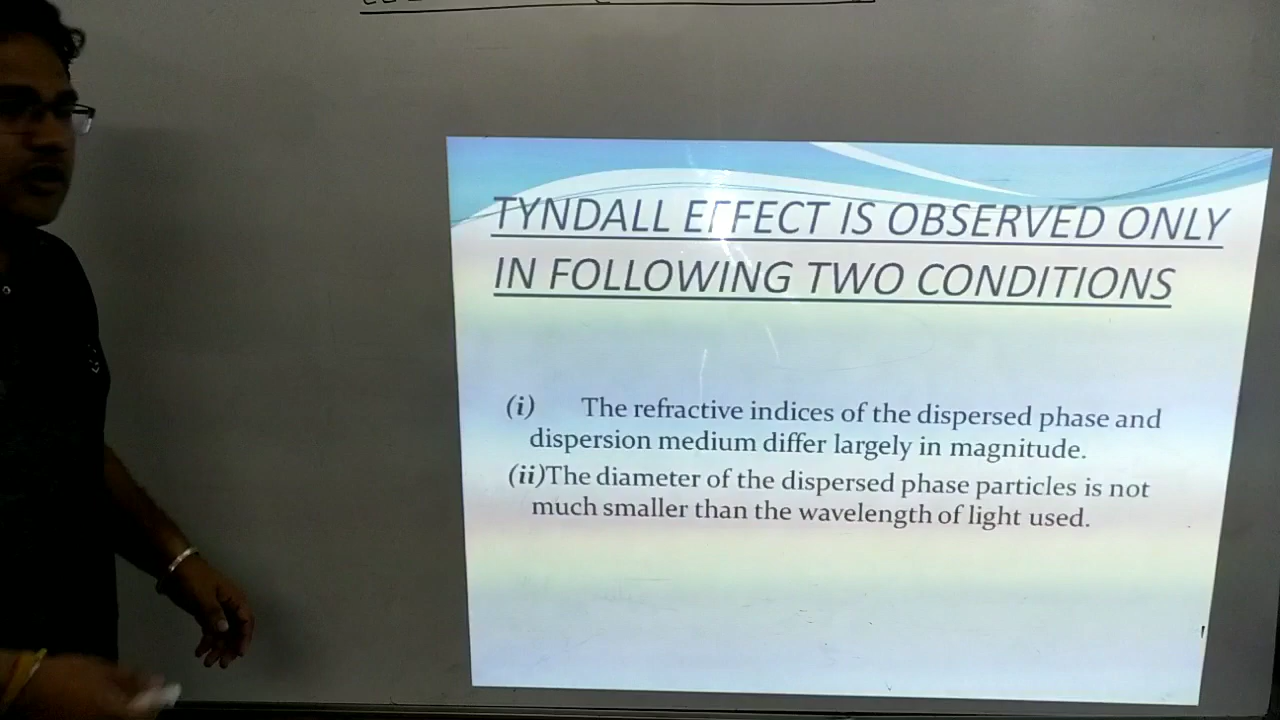 TYNDALL EFFECT IS OBSERVED ONLY
IN FOLLOWING TWO CONDITIONS
(i) The refractive indices of the dispersed phase and
dispersion medium differ largely in magnitude.
(ii)The diameter of the dispersed phase particles is not
much smaller than the wavelength of light used.